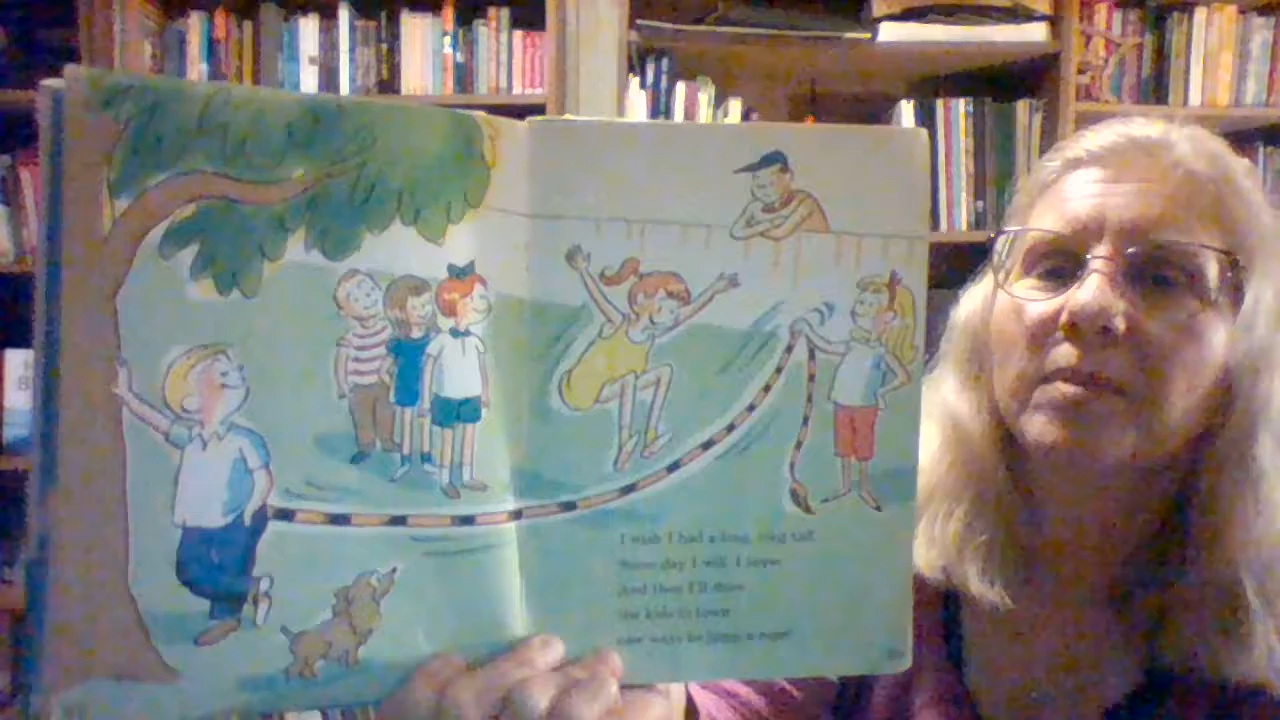 I wish I had a long, long tail.
Some day I will, I hope.
And then I'll show
the kids in town
new ways to jump a rope!